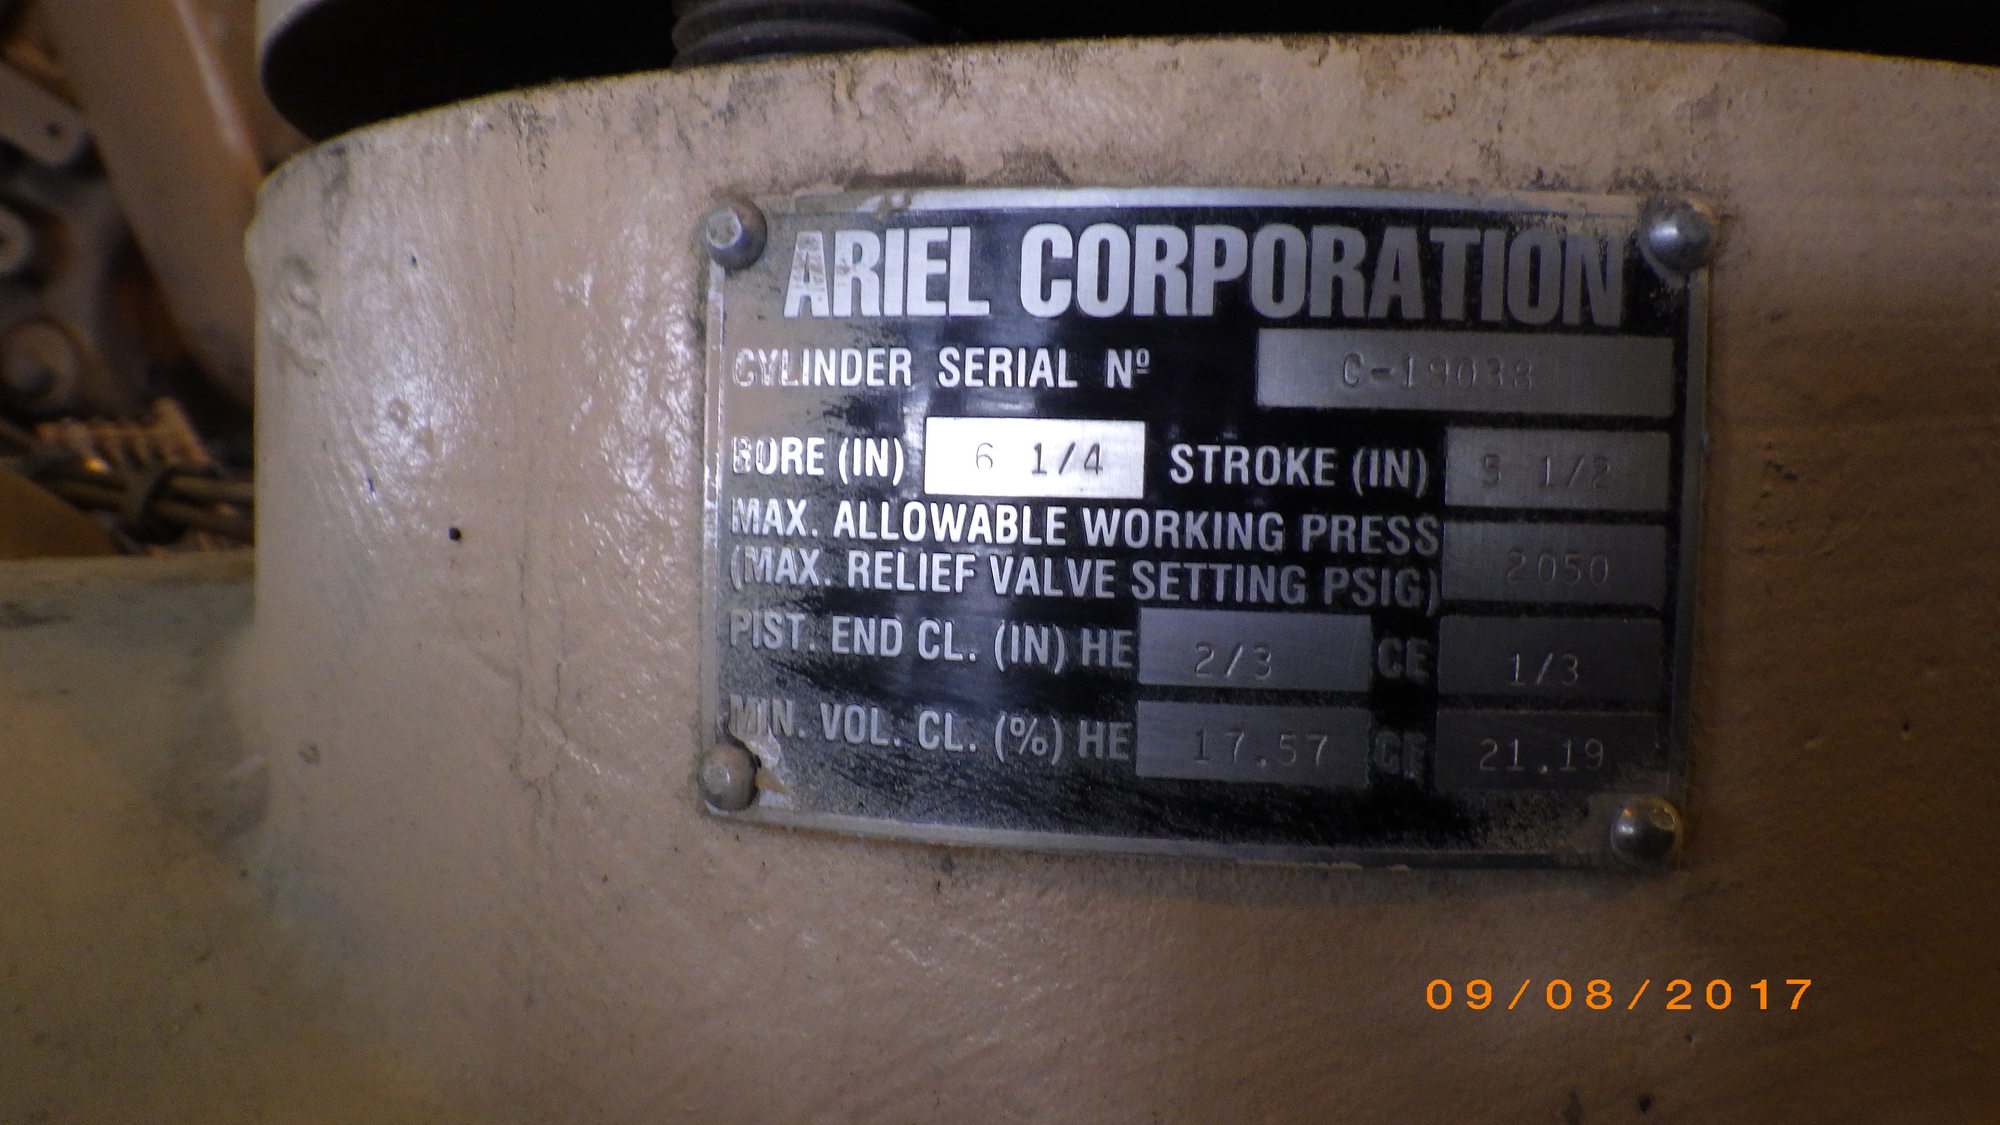 ARIEL CORPORATION
CYLINDER SERIAL Nº C-19038
BORE (IN) 6 1/4 STROKE (IN) 5 1/2
MAX. ALLOWABLE WORKING PRESS
(MAX. RELIEF VALVE SETTING PSIG) 2050
PIST. END CL. (IN) HE 2/3 CE 1/3
MIN. VOL. CL. (%) HE 17.57 CE 21.19
09/08/2017